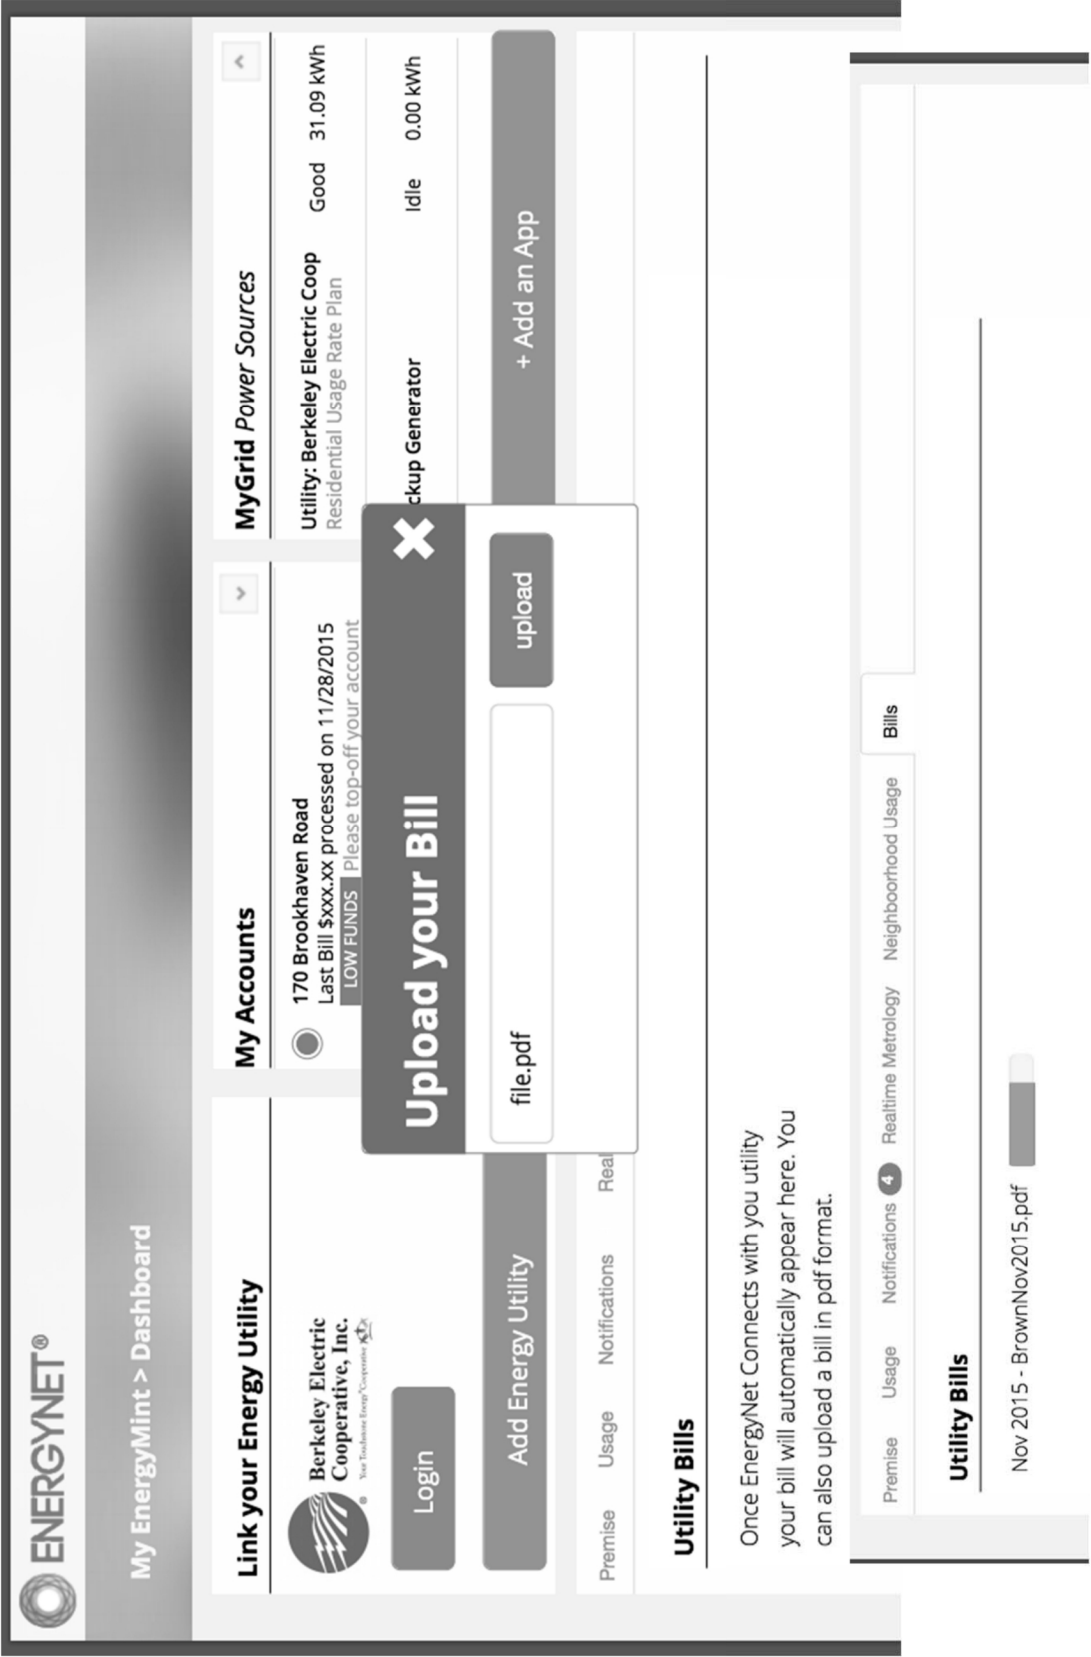 ENERGYNET®
My EnergyMint > Dashboard
Link your Energy Utility
Berkeley Electric
Cooperative, Inc.
Your Touchstone Energy® Cooperative
®
Login
Add Energy Utility
My Accounts
170 Brookhaven Road
Last Bill $xxx.xx processed on 11/28/2015
LOW FUNDS Please top-off your account
MyGrid Power Sources
Utility: Berkeley Electric Coop Good 31.09 kWh
Residential Usage Rate Plan
ckup Generator Idle 0.00 kWh
+ Add an App
Upload your Bill
file.pdf upload
Premise Usage Notifications Real
Utility Bills
Once EnergyNet Connects with you utility
your bill will automatically appear here. You
can also upload a bill in pdf format.
Premise Usage Notifications 4 Realtime Metrology Neighboorhood Usage Bills
Utility Bills
Nov 2015 - BrownNov2015.pdf